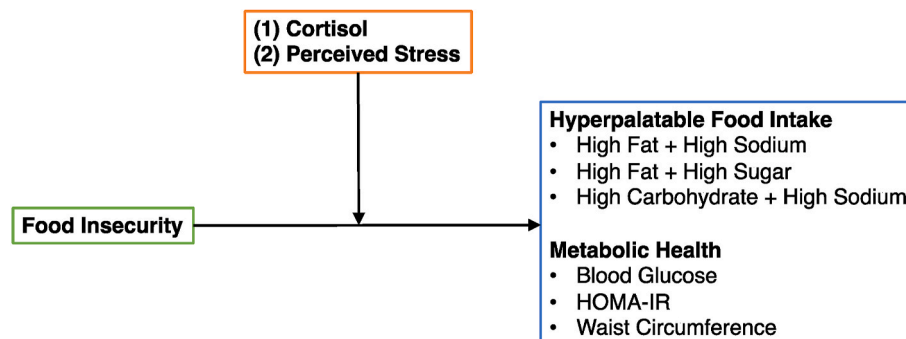 (1) Cortisol
(2) Perceived Stress
Food Insecurity
Hyperpalatable Food Intake
• High Fat + High Sodium
• High Fat + High Sugar
• High Carbohydrate + High Sodium
Metabolic Health
• Blood Glucose
• HOMA-IR
• Waist Circumference